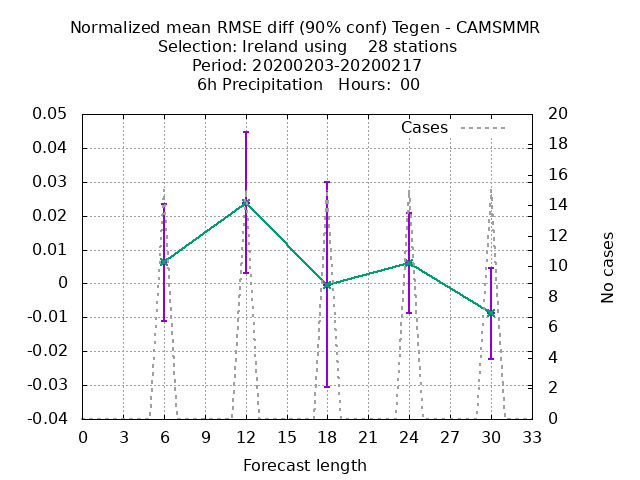 Normalized mean RMSE diff (90% conf) Tegen - CAMSMMR
Selection: Ireland using    28 stations
Period: 20200203-20200217
6h Precipitation   Hours:  00
Cases
0.05
0.04
0.03
0.02
0.01
0
-0.01
-0.02
-0.03
-0.04
20
18
16
14
12
10
8
6
4
2
0
No cases
0 3 6 9 12 15 18 21 24 27 30 33
Forecast length